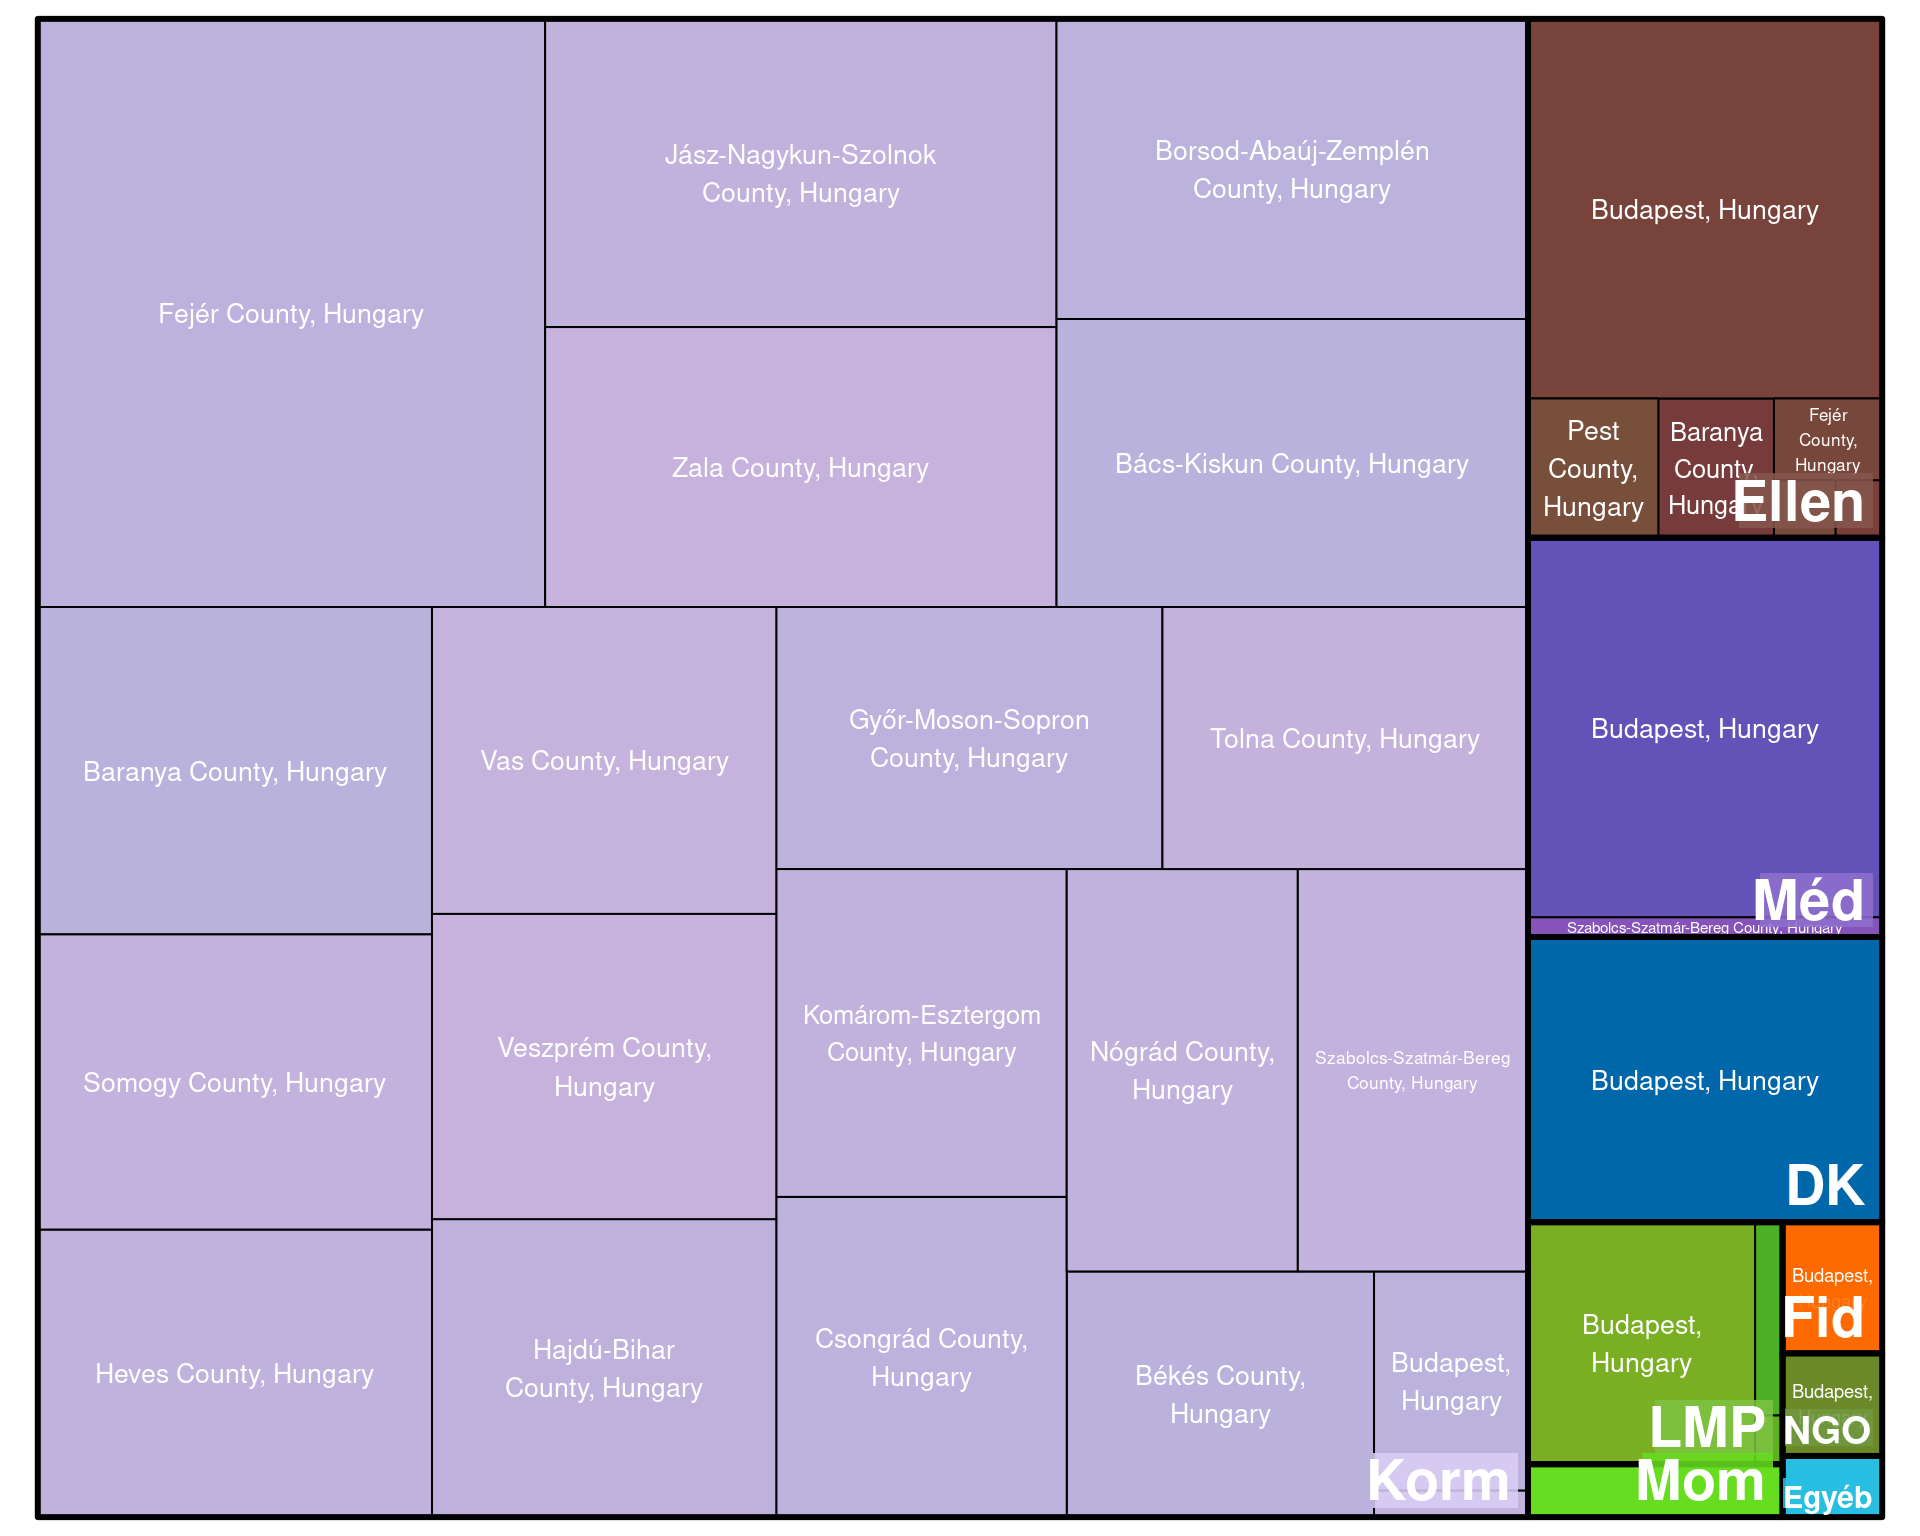 Fejér County, Hungary
Jász-Nagykun-Szolnok
County, Hungary
Borsod-Abaúj-Zemplén
County, Hungary
Zala County, Hungary
Bács-Kiskun County, Hungary
Baranya County, Hungary
Vas County, Hungary
Győr-Moson-Sopron
County, Hungary
Tolna County, Hungary
Somogy County, Hungary
Veszprém County,
Hungary
Komárom-Esztergom
County, Hungary
Nógrád County,
Hungary
Szabolcs-Szatmár-Bereg
County, Hungary
Heves County, Hungary
Hajdú-Bihar
County, Hungary
Csongrád County,
Hungary
Békés County,
Hungary
Budapest,
Hungary
Korm
Budapest, Hungary
Pest
County,
Hungary
Baranya
County,
Hungary
Fejér
County,
Hungary
Ellen
Budapest, Hungary
Szabolcs-Szatmár-Bereg County, Hungary
Méd
Budapest, Hungary
DK
Budapest,
Hungary
LMP
Mom
Budapest,
Fid
Budapest,
NGO
Egyéb